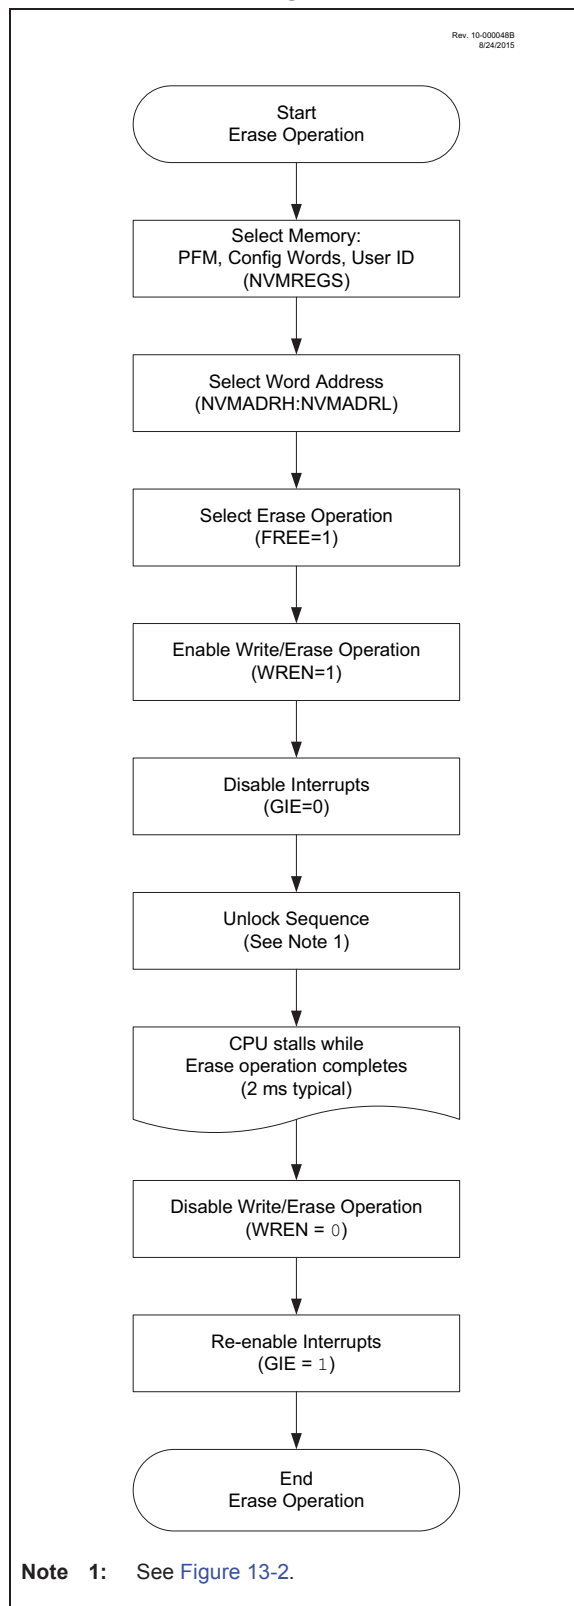 Rev. 10-000048B
8/24/2015
Start
Erase Operation
Select Memory:
PFM, Config Words, User ID
(NVMREGS)
Select Word Address
(NVMADRH:NVMADRL)
Select Erase Operation
(FREE=1)
Enable Write/Erase Operation
(WREN=1)
Disable Interrupts
(GIE=0)
Unlock Sequence
(See Note 1)
CPU stalls while
Erase operation completes
(2 ms typical)
Disable Write/Erase Operation
(WREN = 0)
Re-enable Interrupts
(GIE = 1)
End
Erase Operation
Note 1: See Figure 13-2.